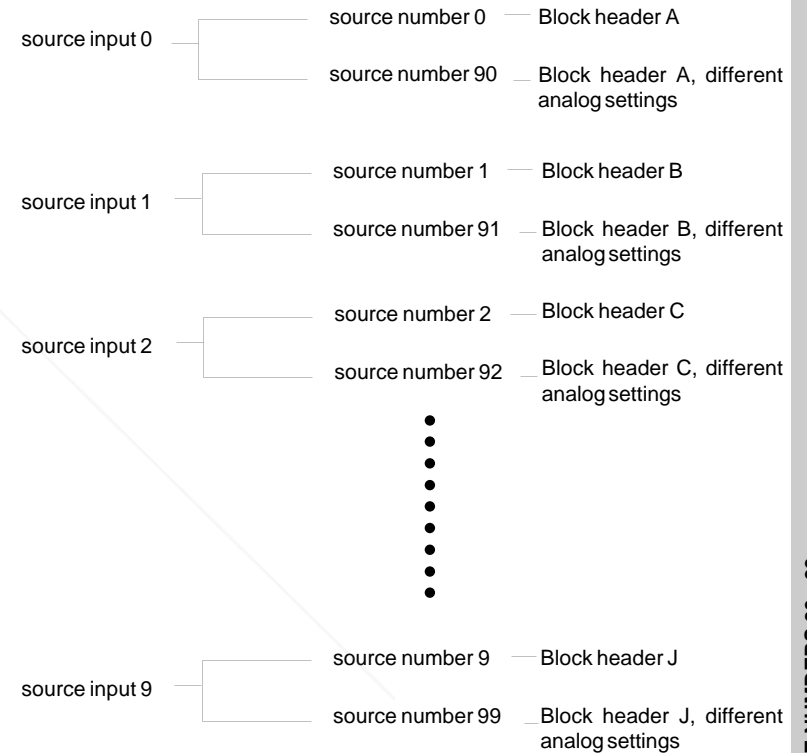 source input 0
source number 0
Block header A
source number 90
Block header A, different
analog settings
source input 1
source number 1
Block header B
source number 91
Block header B, different
analog settings
source input 2
source number 2
Block header C
source number 92
Block header C, different
analog settings
source input 9
source number 9
Block header J
source number 99
Block header J, different
analog settings